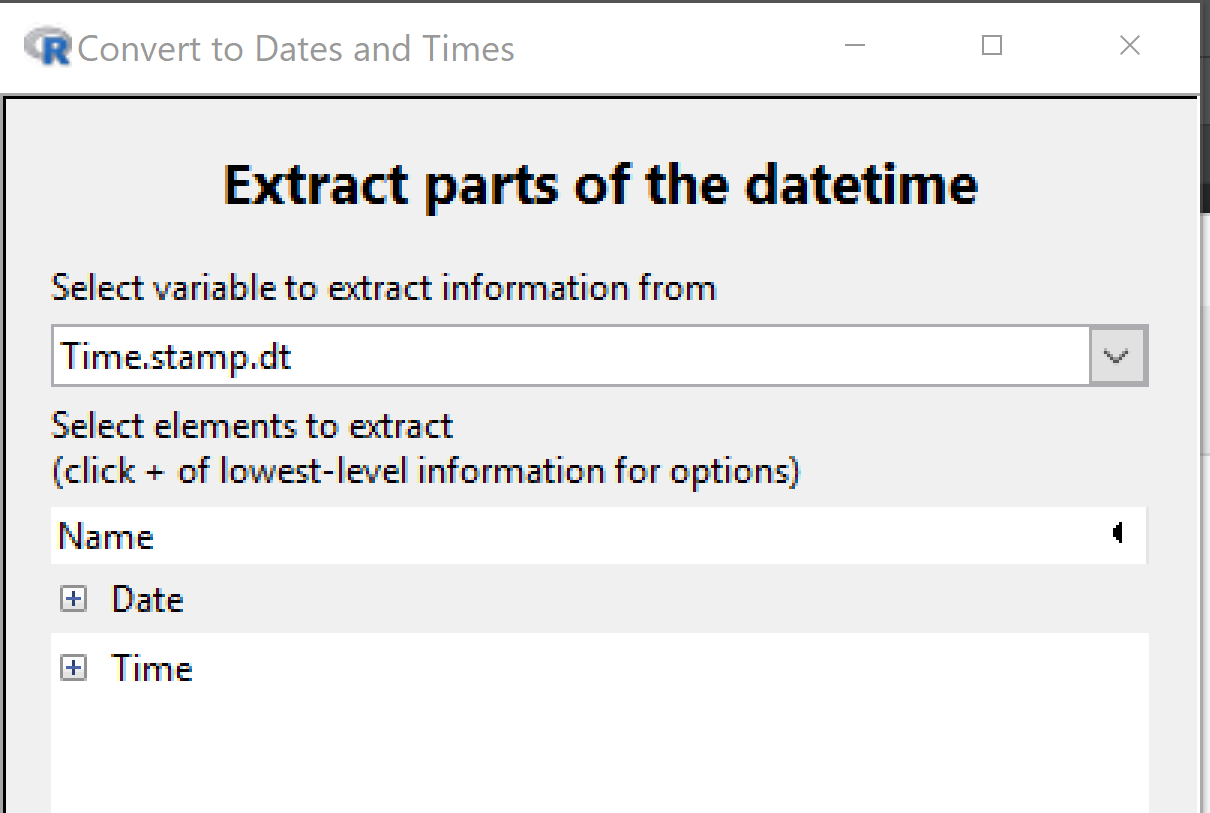 R Convert to Dates and Times
Extract parts of the datetime
Select variable to extract information from
Time.stamp.dt
Select elements to extract
(click + of lowest-level information for options)
Name
Date
Time